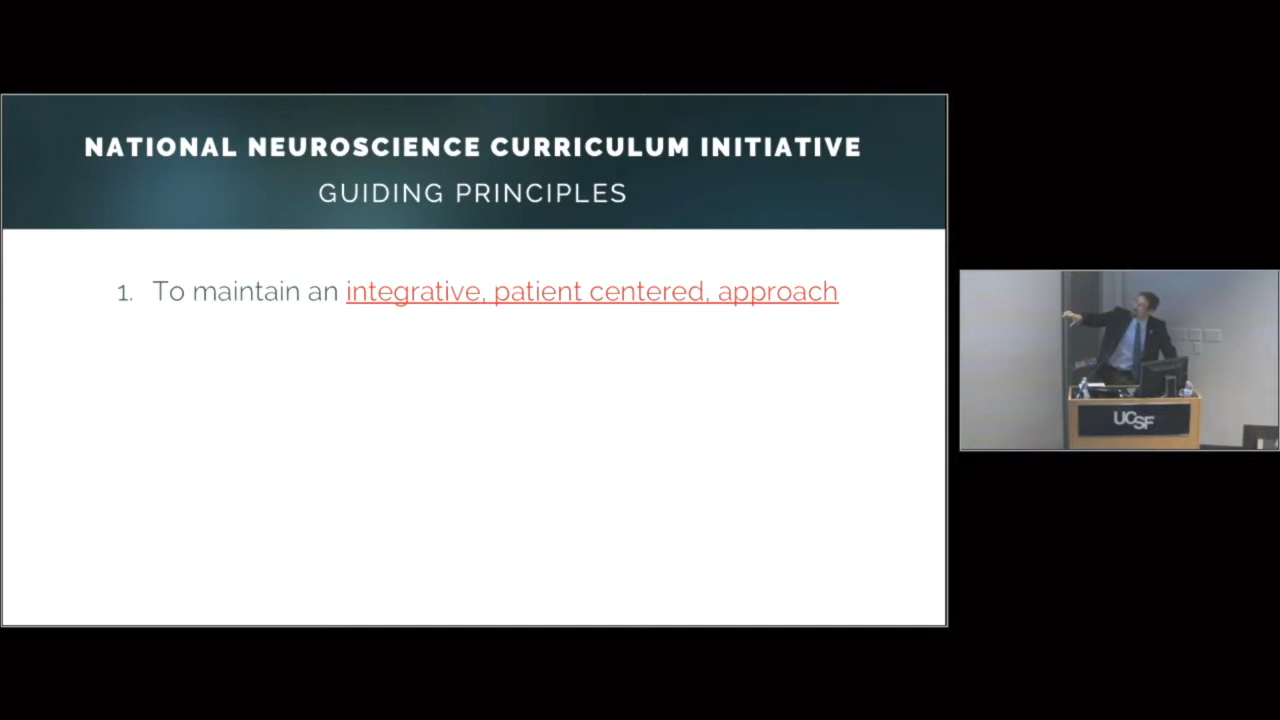 NATIONAL NEUROSCIENCE CURRICULUM INITIATIVE
GUIDING PRINCIPLES
1. To maintain an integrative, patient centered, approach
UCSF